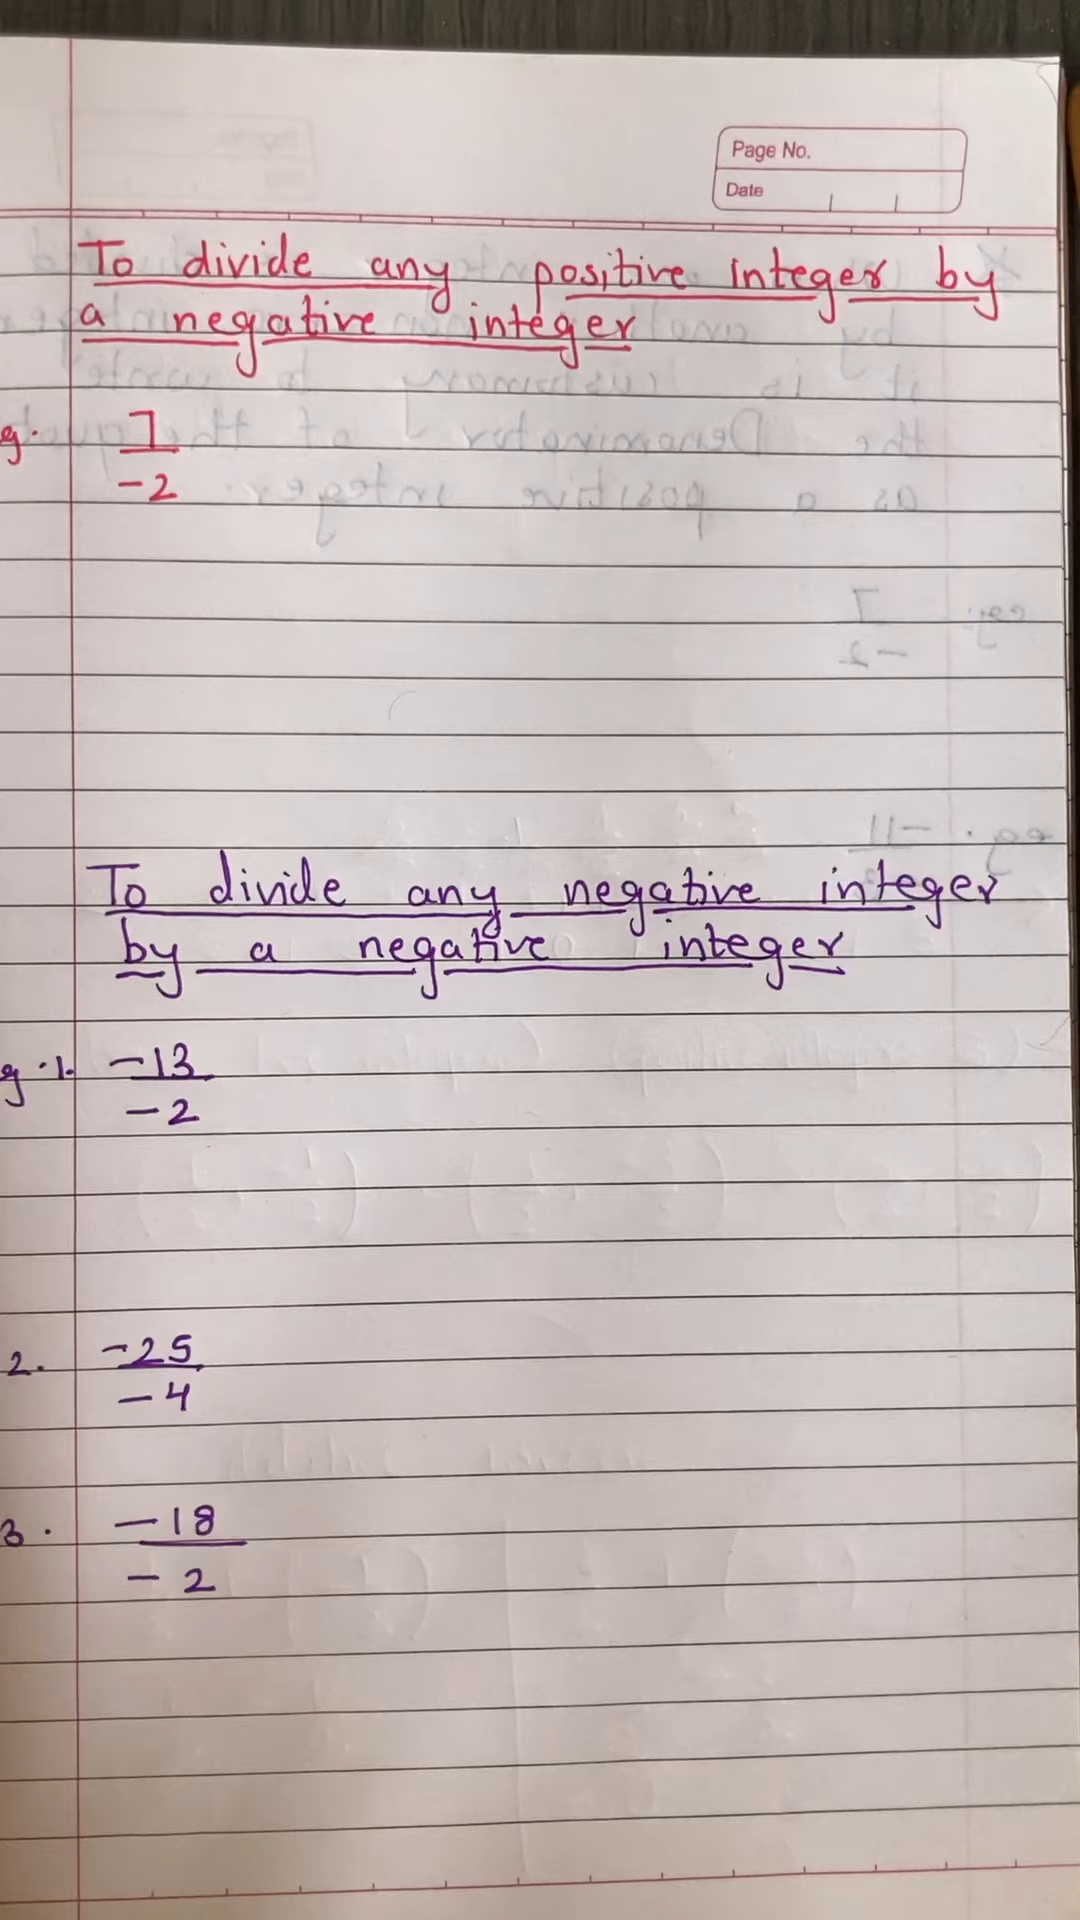 Page No.
Date
To divide any positive integer by
a negative integer
g. 7
-2
To divide any negative integer
by a negative integer
g.1. -13
-2
2. -25
-4
3. -18
-2